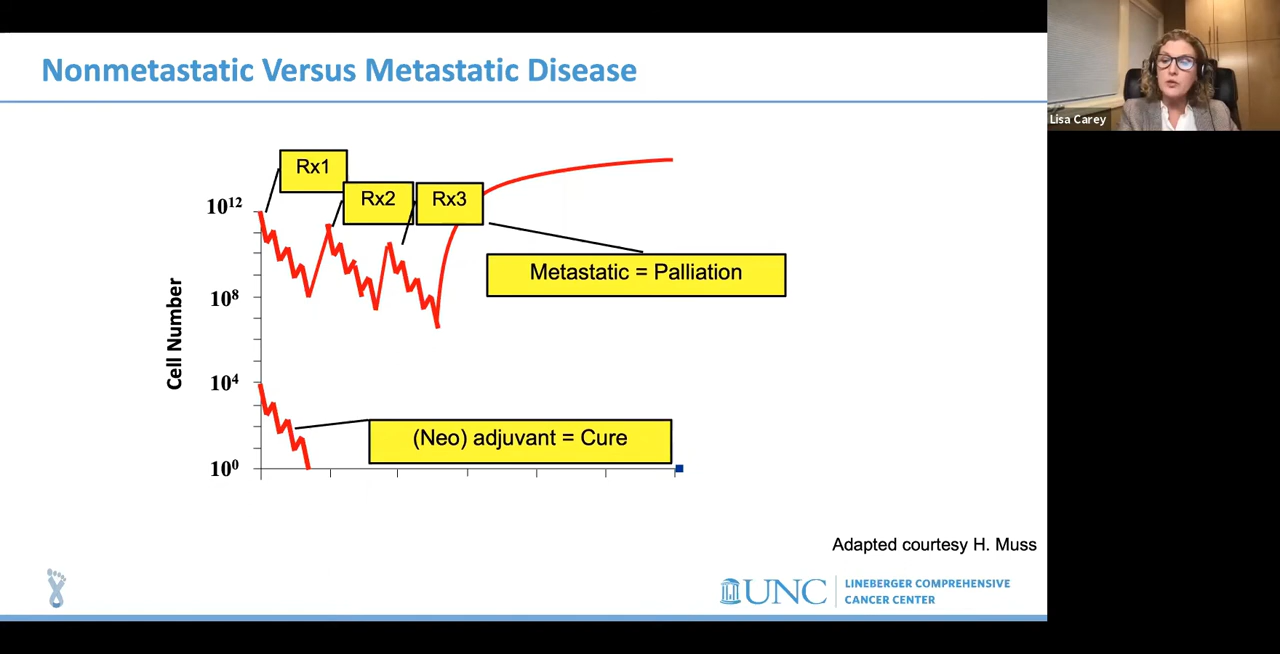 Nonmetastatic Versus Metastatic Disease
Lisa Carey
Rx1
Rx2
Rx3
10¹²
Metastatic = Palliation
10⁸
Cell Number
10⁴
(Neo) adjuvant = Cure
10⁰
Adapted courtesy H. Muss
UNC
LINEBERGER COMPREHENSIVE
CANCER CENTER